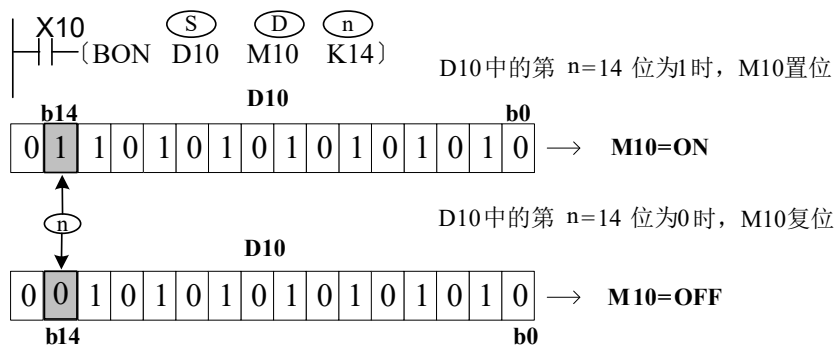 X10 S D n
BON D10 M10 K14
D10中的第 n=14 位为1时，M10置位
D10
b14 b0
0 1 1 0 1 0 1 0 1 0 1 0 1 0 1 0 → M10=ON
n
D10中的第 n=14 位为0时，M10复位
D10
0 0 1 0 1 0 1 0 1 0 1 0 1 0 1 0 → M10=OFF
b14 b0